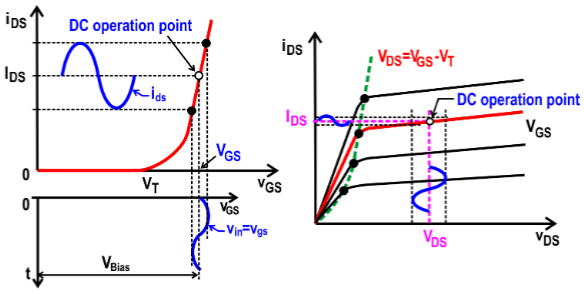 iDS
DC operation point
IDS
ids
0
VT
VGS
vGS
0
vGS
vin=vgs
VBias
t
iDS
VDS=VGS-VT
IDS
DC operation point
VGS
VDS
vDS